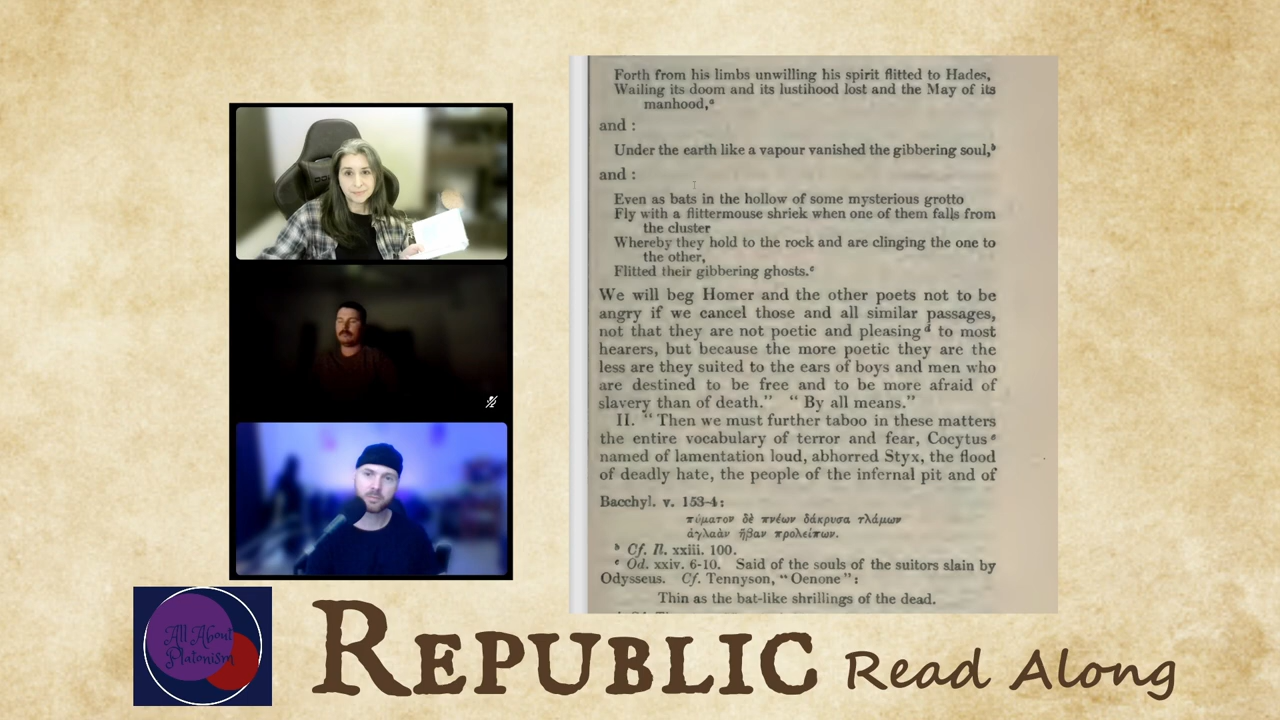 Forth from his limbs unwilling his spirit flitted to Hades,
Wailing its doom and its lustihood lost and the May of its
manhood,ᵃ
and :
Under the earth like a vapour vanished the gibbering soul,ᵇ
and :
Even as bats in the hollow of some mysterious grotto
Fly with a flittermouse shriek when one of them falls from
the cluster
Whereby they hold to the rock and are clinging the one to
the other,
Flitted their gibbering ghosts.ᶜ
We will beg Homer and the other poets not to be
angry if we cancel those and all similar passages,
not that they are not poetic and pleasingᵈ to most
hearers, but because the more poetic they are the
less are they suited to the ears of boys and men who
are destined to be free and to be more afraid of
slavery than of death.” “ By all means.”
II. “ Then we must further taboo in these matters
the entire vocabulary of terror and fear, Cocytusᵉ
named of lamentation loud, abhorred Styx, the flood
of deadly hate, the people of the infernal pit and of
Bacchyl. v. 153-4:
πύματον δὲ πνέων δάκρυσα τλάμων
ἀγλαὰν ἥβαν προλείπων.
ᵇ Cf. Il. xxiii. 100.
ᶜ Od. xxiv. 6-10. Said of the souls of the suitors slain by
Odysseus. Cf. Tennyson, “ Oenone ” :
Thin as the bat-like shrillings of the dead.
All About
Platonism
REPUBLIC Read Along